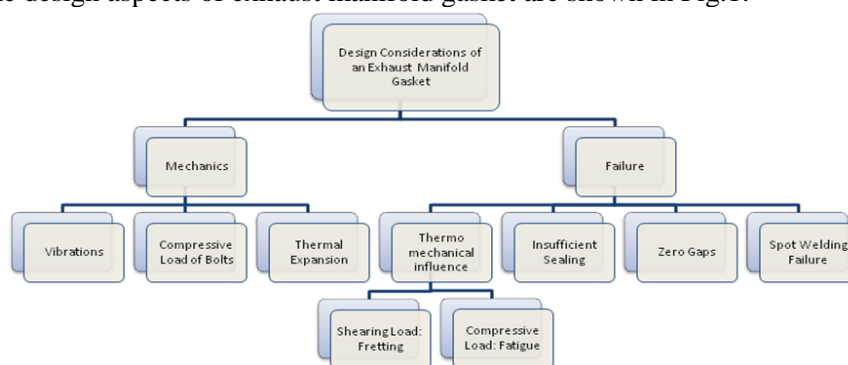 design aspects of exhaust manifold gasket are shown in Fig.1.
Design Considerations of
an Exhaust Manifold
Gasket
Mechanics
Failure
Vibrations
Compressive
Load of Bolts
Thermal
Expansion
Thermo
mechanical
influence
Insufficient
Sealing
Zero Gaps
Spot Welding
Failure
Shearing Load:
Fretting
Compressive
Load: Fatigue